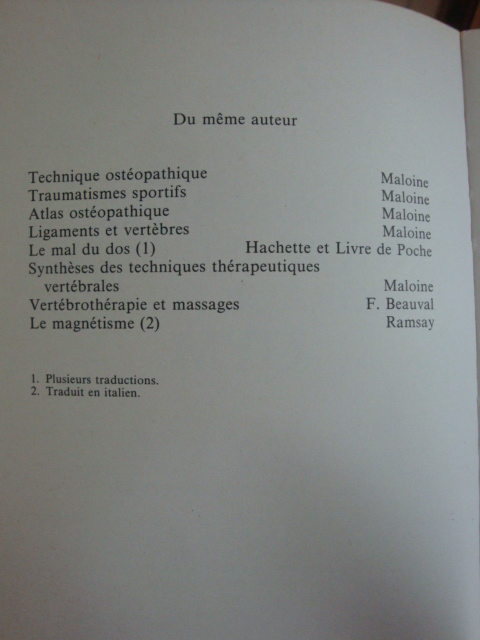 Du même auteur
Technique ostéopathique Maloine
Traumatismes sportifs Maloine
Atlas ostéopathique Maloine
Ligaments et vertèbres Maloine
Le mal du dos (1) Hachette et Livre de Poche
Synthèses des techniques thérapeutiques
vertébrales Maloine
Vertébrothérapie et massages F. Beauval
Le magnétisme (2) Ramsay
1. Plusieurs traductions.
2. Traduit en italien.